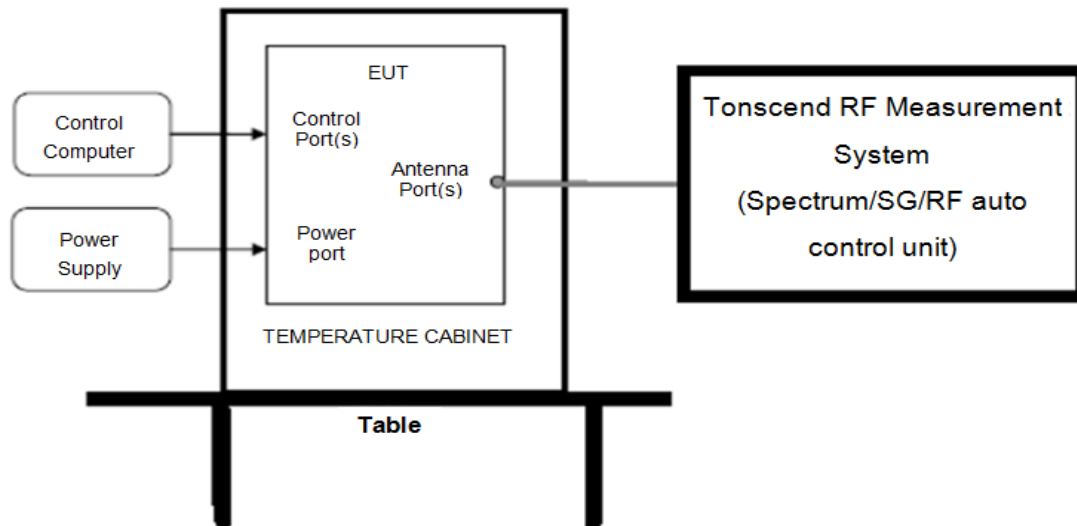 EUT
Control
Computer
Control
Port(s)
Antenna
Port(s)
Power
Supply
Power
port
TEMPERATURE CABINET
Table
Tonscend RF Measurement
System
(Spectrum/SG/RF auto
control unit)